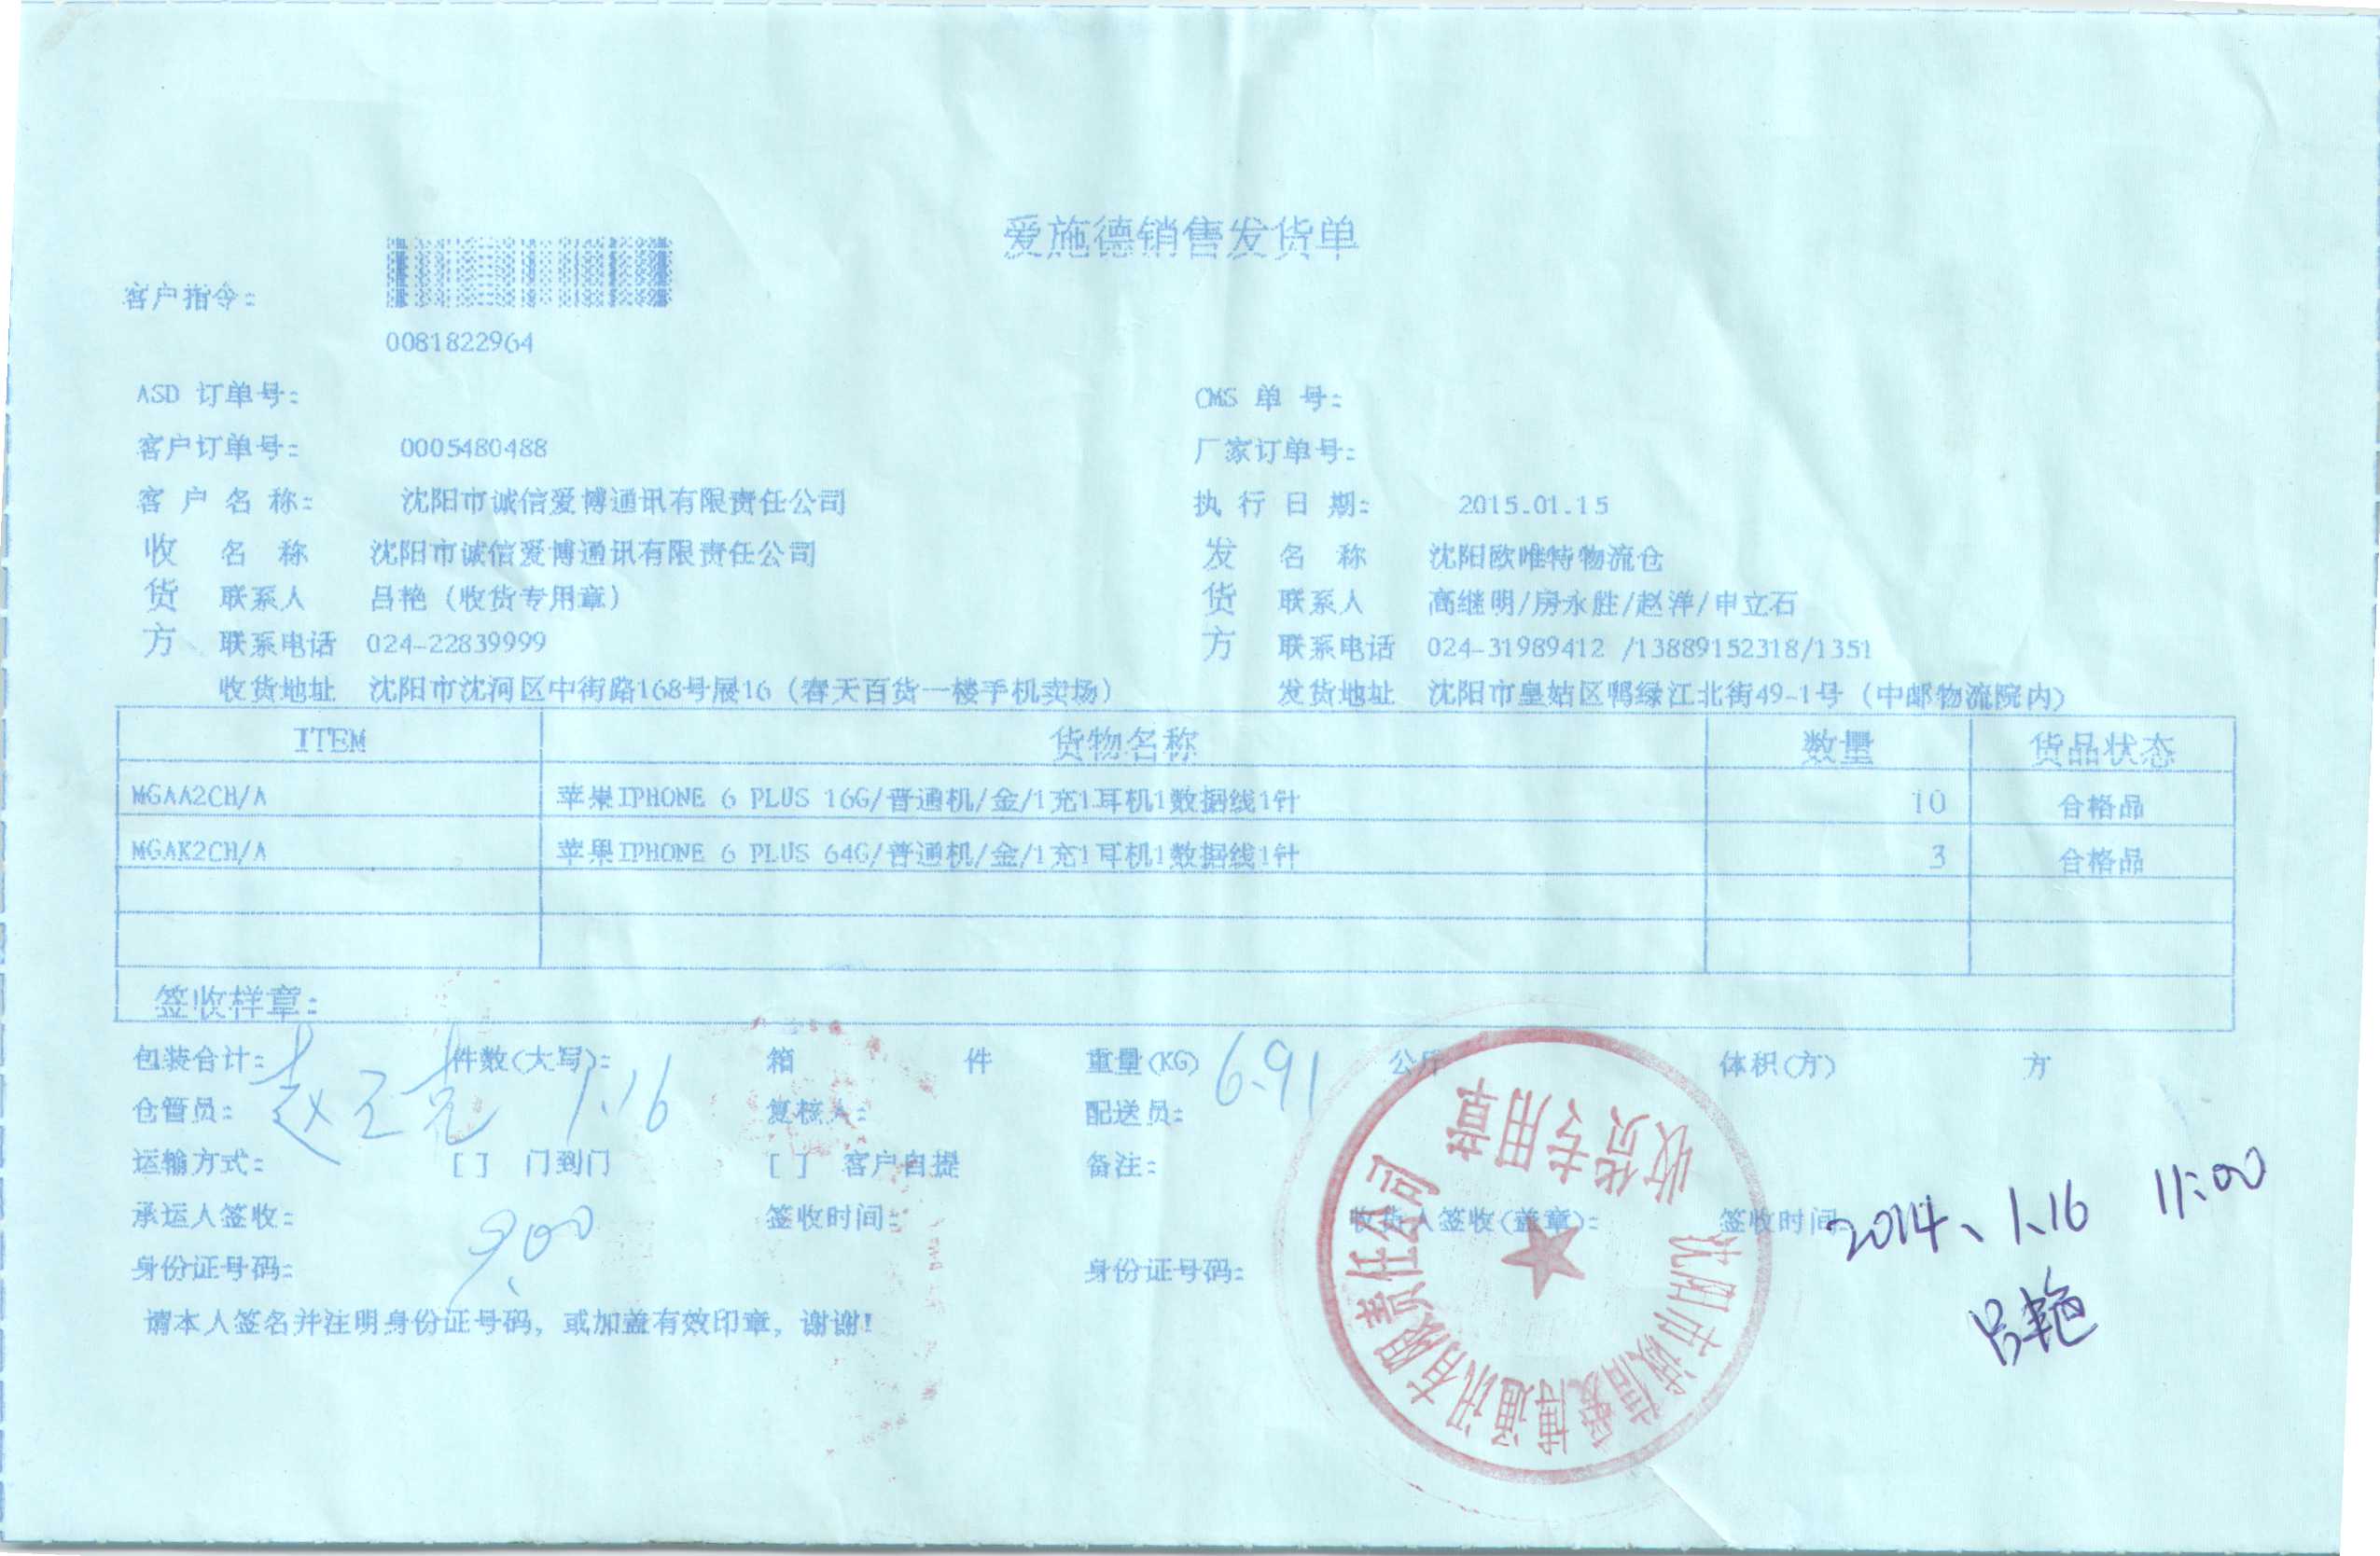 爱施德销售发货单
客户指令:
0081822964
ASD 订单号:
CMS 单 号:
客户订单号: 0005480488
厂家订单号:
客 户 名 称: 沈阳市诚信爱博通讯有限责任公司
执 行 日 期: 2015.01.15
收货方
名 称 沈阳市诚信爱博通讯有限责任公司
联系人 吕艳（收货专用章）
联系电话 024-22839999
收货地址 沈阳市沈河区中街路168号展16（春天百货一楼手机卖场）
发货方
名 称 沈阳欧唯特物流仓
联系人 高继明/房永胜/赵洋/申立石
联系电话 024-31989412 /13889152318/1351
发货地址 沈阳市皇姑区鸭绿江北街49-1号（中邮物流院内）
ITEM 货物名称 数量 货品状态
MGAA2CH/A 苹果IPHONE 6 PLUS 16G/普通机/金/1充1耳机1数据线1针 10 合格品
MGAK2CH/A 苹果IPHONE 6 PLUS 64G/普通机/金/1充1耳机1数据线1针 3 合格品
签收样章:
包装合计: 件数(大写): 箱 件 重量(KG) 6.91 公斤 体积(方) 方
仓管员: 1.16 复核人: 配送员:
运输方式: [ ] 门到门 [ ] 客户自提 备注:
承运人签收: 9:00 签收时间: 收货人签收(盖章): 签收时间: 2014、1.16 11:00
身份证号码: 身份证号码:
吕艳
请本人签名并注明身份证号码, 或加盖有效印章, 谢谢!
沈阳市诚信爱博通讯有限责任公司
收货专用章